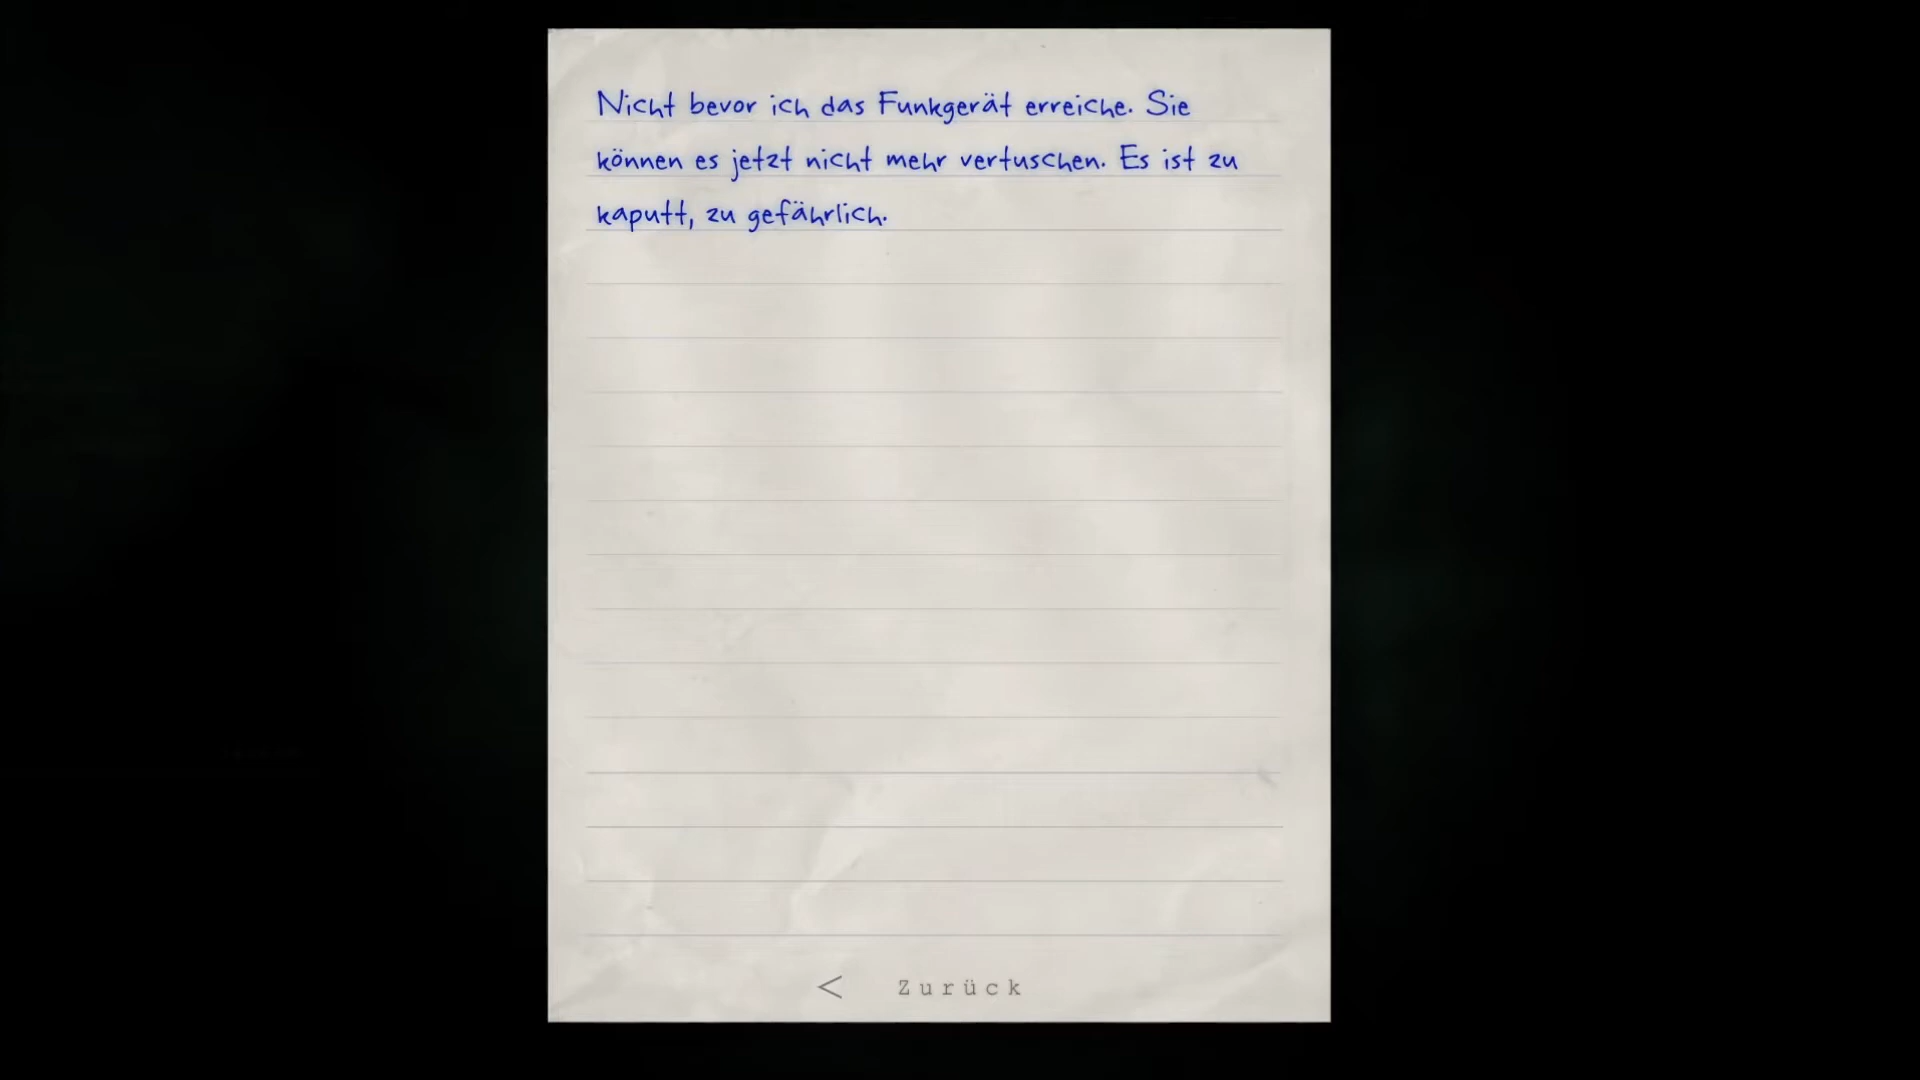 Nicht bevor ich das Funkgerät erreiche. Sie
können es jetzt nicht mehr vertuschen. Es ist zu
kaputt, zu gefährlich.
< Zurück